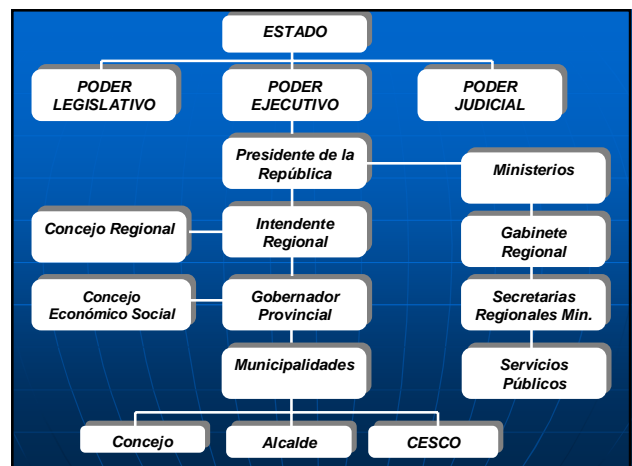 ESTADO
PODER
LEGISLATIVO
PODER
EJECUTIVO
PODER
JUDICIAL
Presidente de la
República
Ministerios
Concejo Regional
Intendente
Regional
Gabinete
Regional
Concejo
Económico Social
Gobernador
Provincial
Secretarias
Regionales Min.
Municipalidades
Servicios
Públicos
Concejo
Alcalde
CESCO